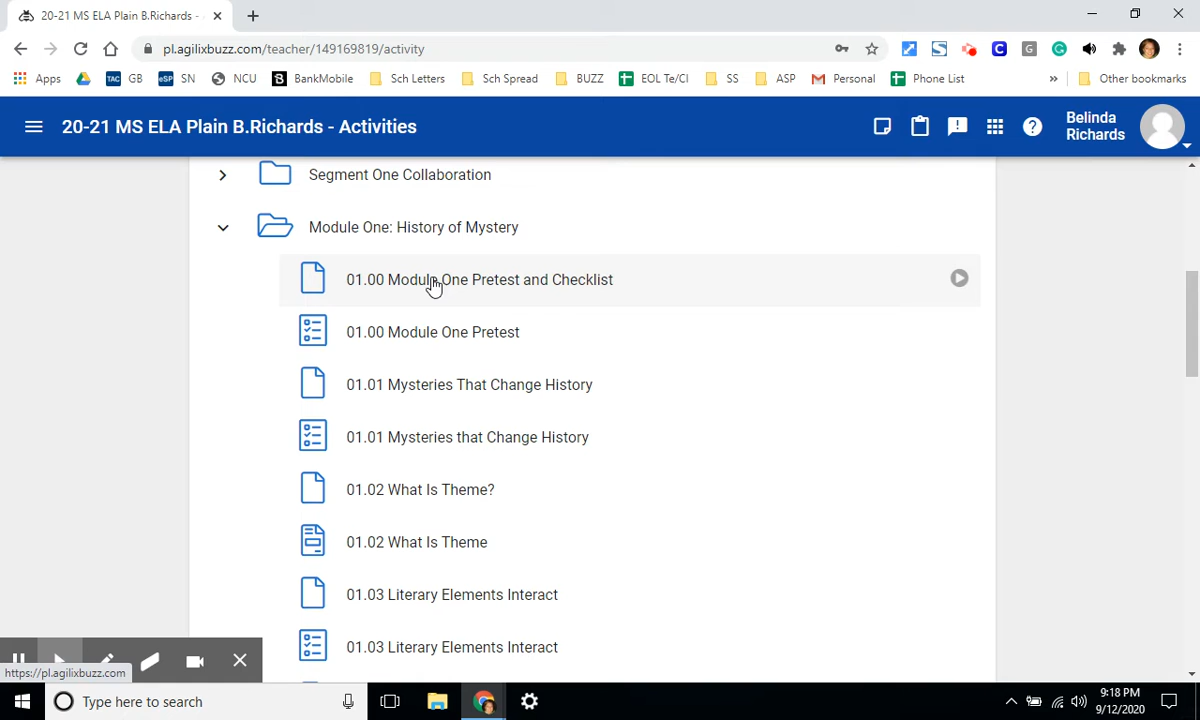 20-21 MS ELA Plain B.Richards -
pl.agilixbuzz.com/teacher/149169819/activity
Apps TAC GB eSP SN NCU B BankMobile Sch Letters Sch Spread BUZZ EOL Te/CI SS ASP Personal Phone List » Other bookmarks
20-21 MS ELA Plain B.Richards - Activities
Belinda
Richards
Segment One Collaboration
Module One: History of Mystery
01.00 Module One Pretest and Checklist
01.00 Module One Pretest
01.01 Mysteries That Change History
01.01 Mysteries that Change History
01.02 What Is Theme?
01.02 What Is Theme
01.03 Literary Elements Interact
01.03 Literary Elements Interact
https://pl.agilixbuzz.com
Type here to search
9:18 PM
9/12/2020